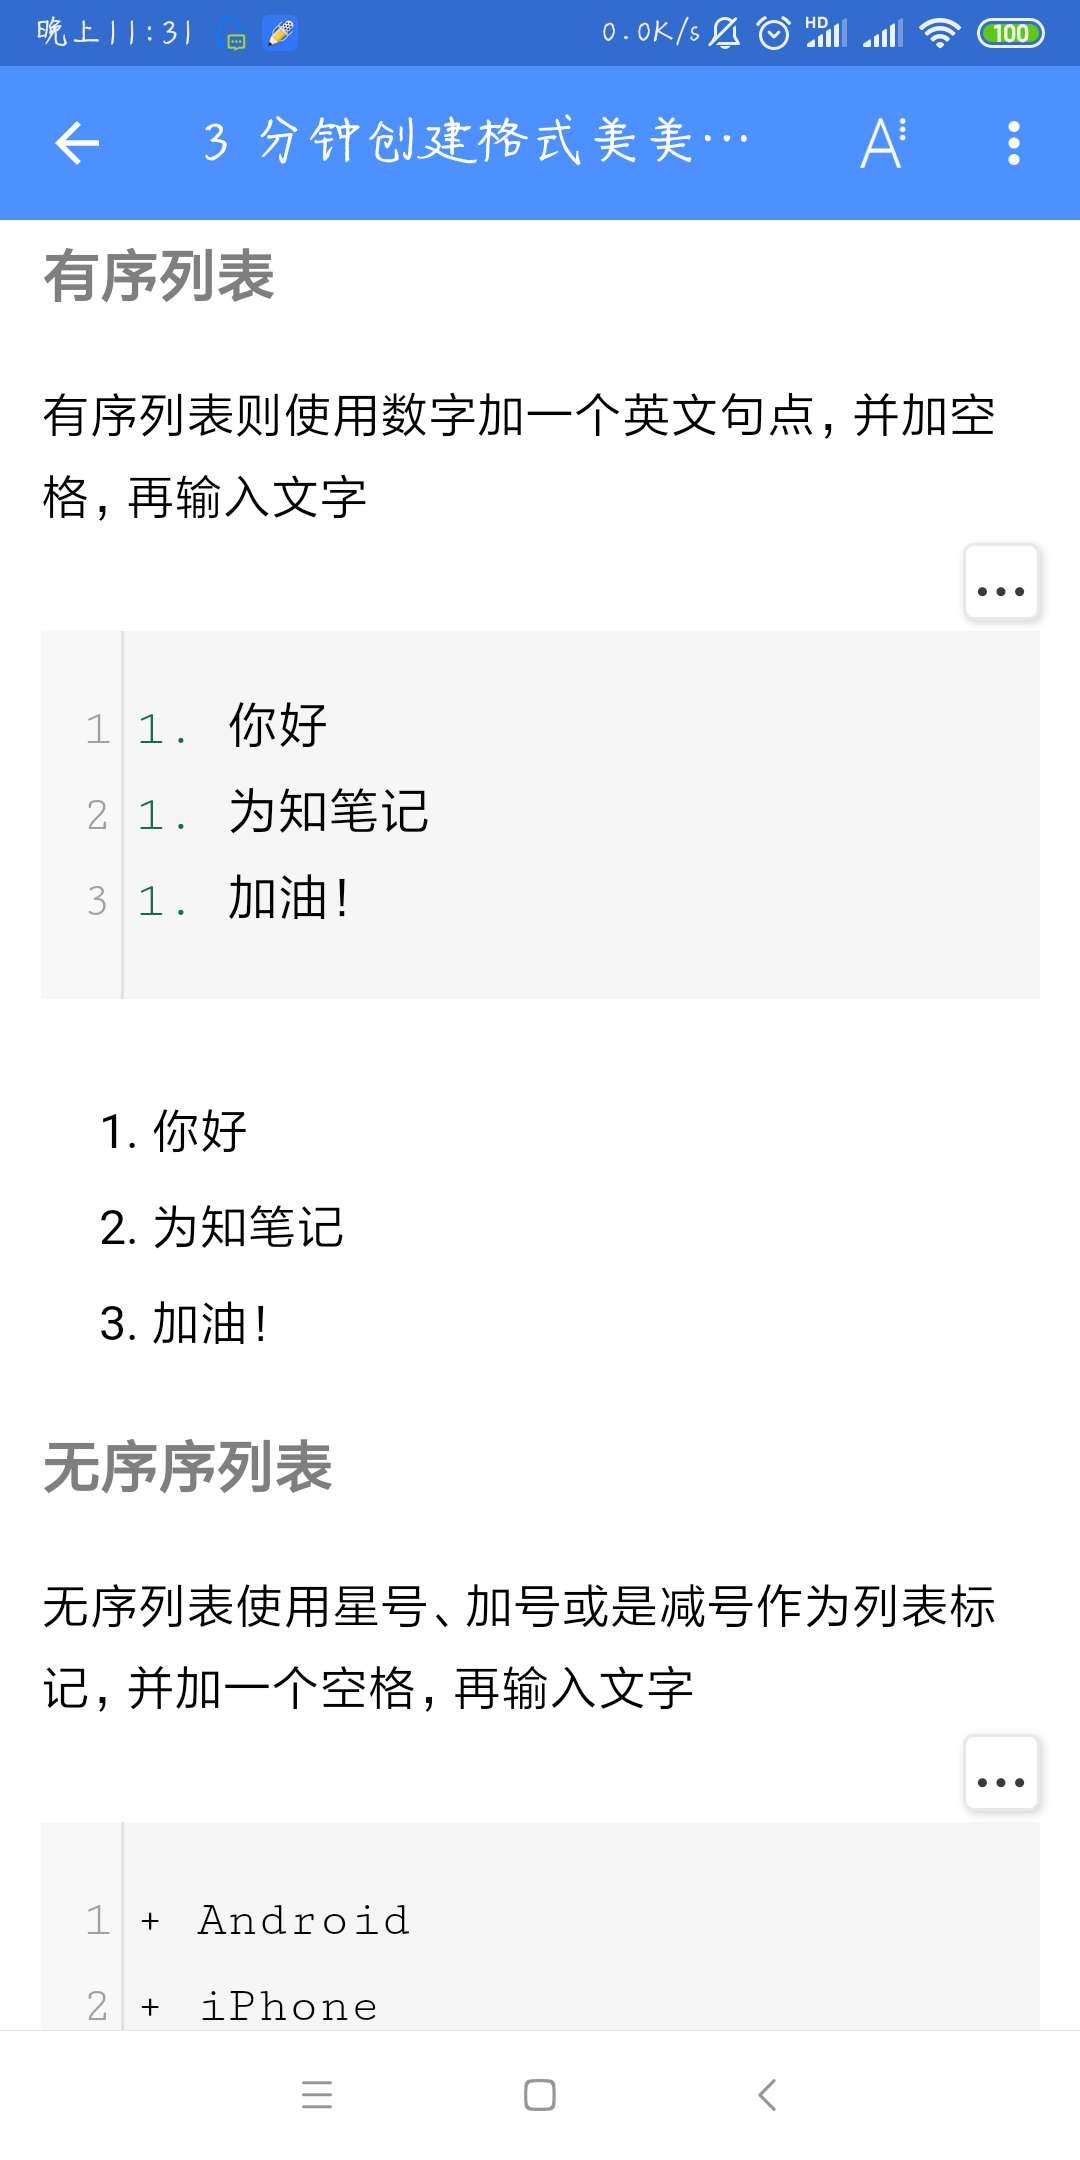 晚上11:31
0.0K/s HD 100
3 分钟创建格式美美…
有序列表
有序列表则使用数字加一个英文句点，并加空
格，再输入文字
...
1 1. 你好
2 1. 为知笔记
3 1. 加油！
1. 你好
2. 为知笔记
3. 加油！
无序序列表
无序列表使用星号、加号或是减号作为列表标
记，并加一个空格，再输入文字
...
1 + Android
2 + iPhone